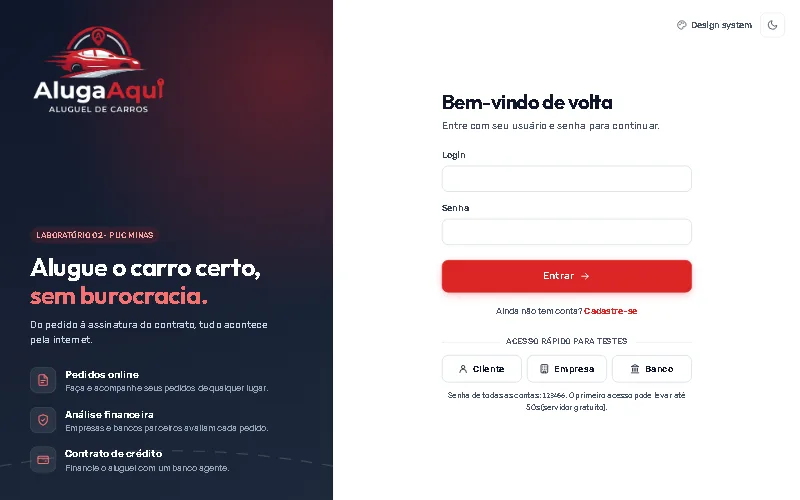 AlugaAqui
ALUGUEL DE CARROS
LABORATÓRIO 02 · PUC MINAS
Alugue o carro certo,
sem burocracia.
Do pedido à assinatura do contrato, tudo acontece
pela internet.
Pedidos online
Faça e acompanhe seus pedidos de qualquer lugar.
Análise financeira
Empresas e bancos parceiros avaliam cada pedido.
Contrato de crédito
Financie o aluguel com um banco agente.
Design system
Bem-vindo de volta
Entre com seu usuário e senha para continuar.
Login
Senha
Entrar →
Ainda não tem conta? Cadastre-se
ACESSO RÁPIDO PARA TESTES
Cliente
Empresa
Banco
Senha de todas as contas: 123456. O primeiro acesso pode levar até
50s (servidor gratuito).